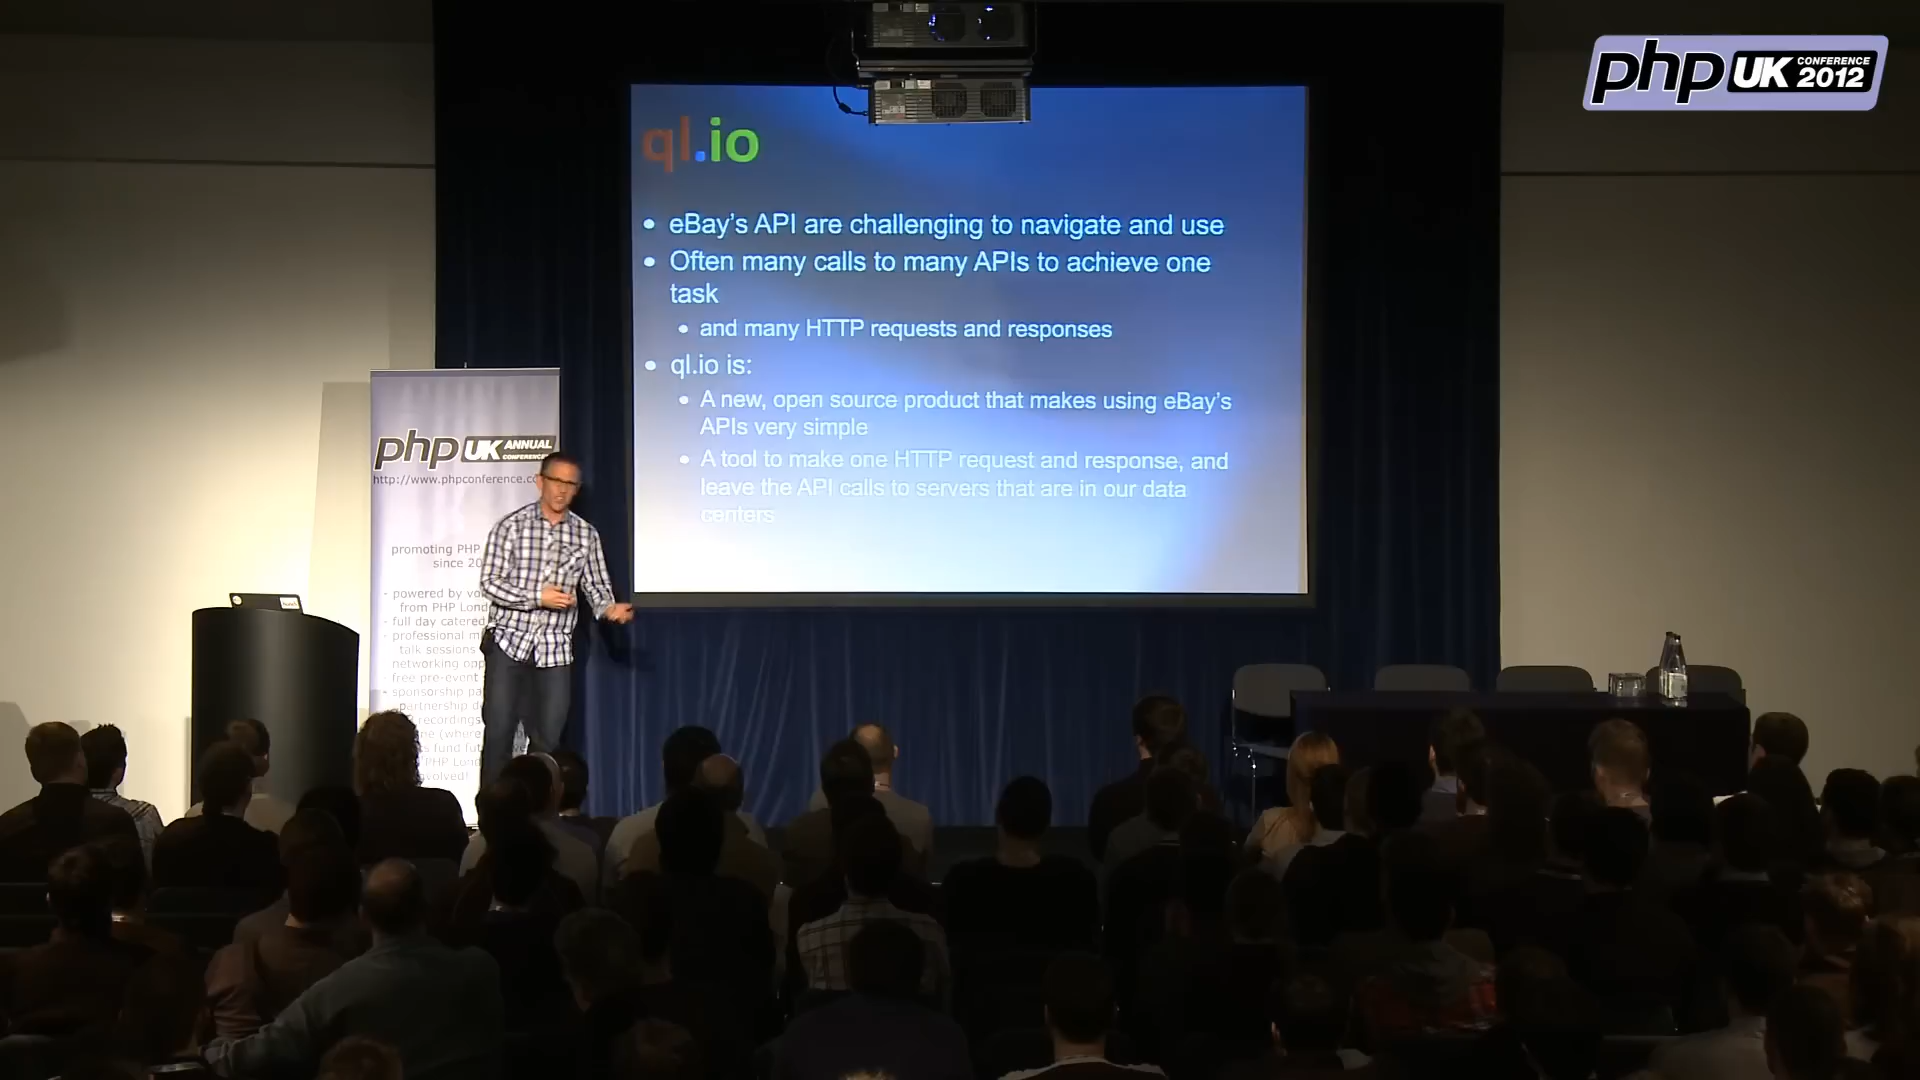 php UK CONFERENCE 2012
ql.io
• eBay's API are challenging to navigate and use
• Often many calls to many APIs to achieve one
task
• and many HTTP requests and responses
• ql.io is:
• A new, open source product that makes using eBay's
APIs very simple
• A tool to make one HTTP request and response, and
leave the API calls to servers that are in our data
centers
php UK ANNUAL CONFERENCE
http://www.phpconference.c
promoting PHP
since 20
- powered by
from PHP Lond
- full day catered
- professional
talk sessions
networking
- free pre-event
- sponsorship
partnership
recordings
PHP Lond